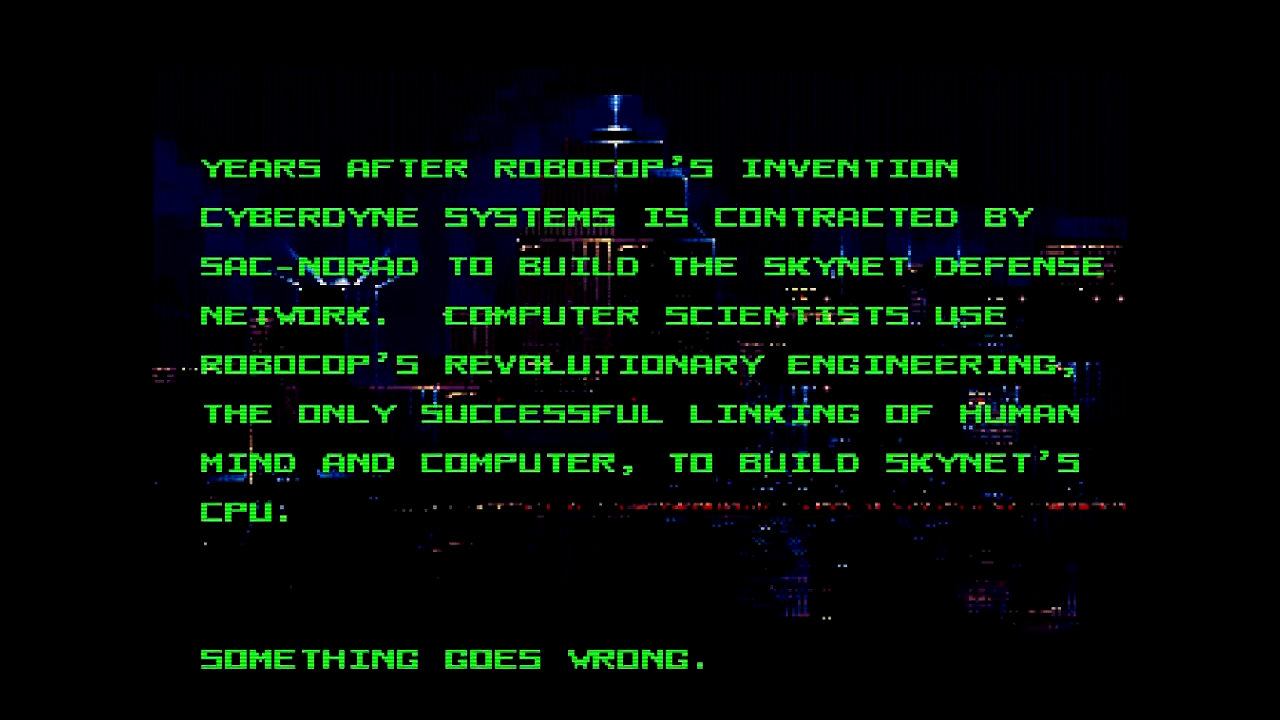 YEARS AFTER ROBOCOP'S INVENTION
CYBERDYNE SYSTEMS IS CONTRACTED BY
SAC-NORAD TO BUILD THE SKYNET DEFENSE
NETWORK. COMPUTER SCIENTISTS USE
ROBOCOP'S REVOLUTIONARY ENGINEERING,
THE ONLY SUCCESSFUL LINKING OF HUMAN
MIND AND COMPUTER, TO BUILD SKYNET'S
CPU.
SOMETHING GOES WRONG.